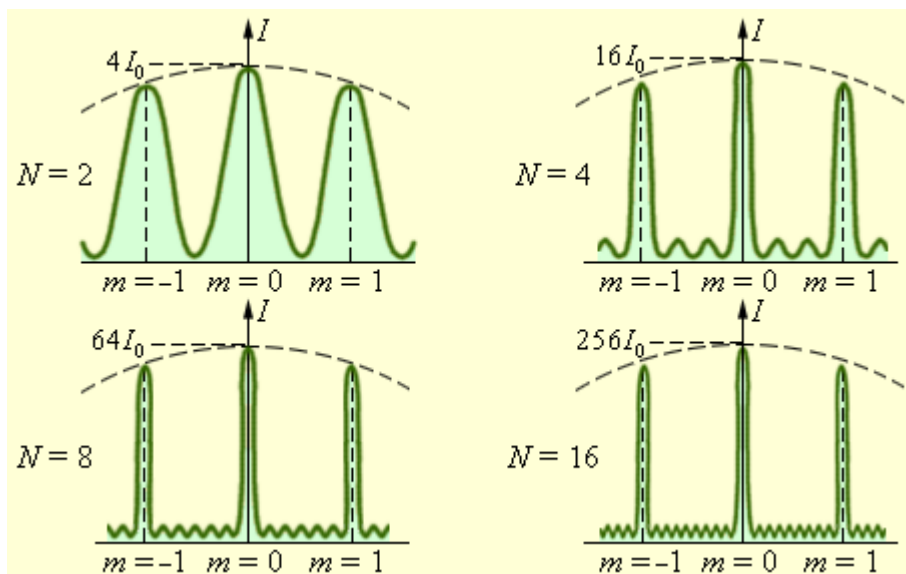 I
4I₀
N = 2
m = -1 m = 0 m = 1
I
16I₀
N = 4
m = -1 m = 0 m = 1
I
64I₀
N = 8
m = -1 m = 0 m = 1
I
256I₀
N = 16
m = -1 m = 0 m = 1